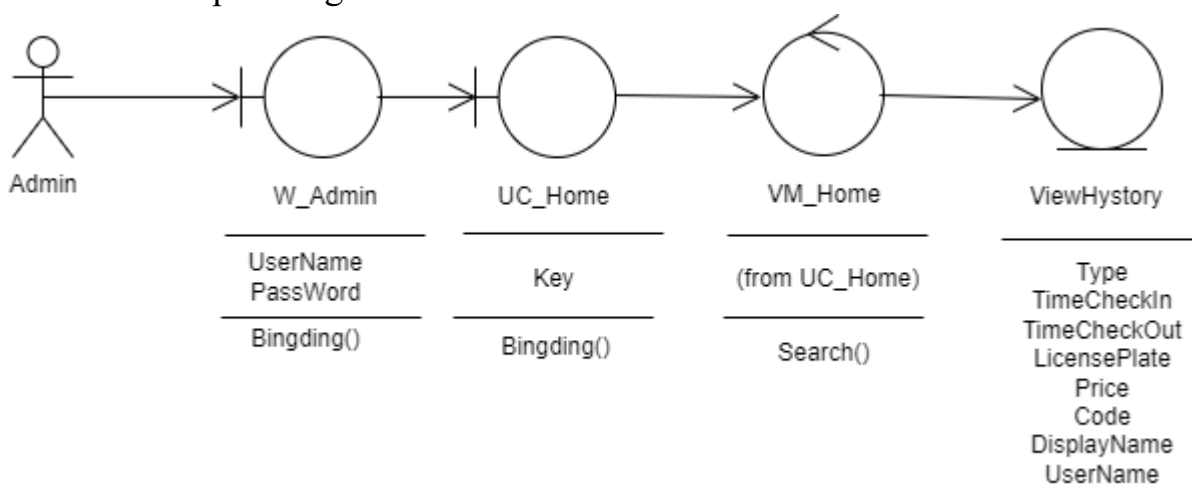 Admin
W_Admin
UserName
PassWord
Bingding()
UC_Home
Key
Bingding()
VM_Home
(from UC_Home)
Search()
ViewHystory
Type
TimeCheckIn
TimeCheckOut
LicensePlate
Price
Code
DisplayName
UserName